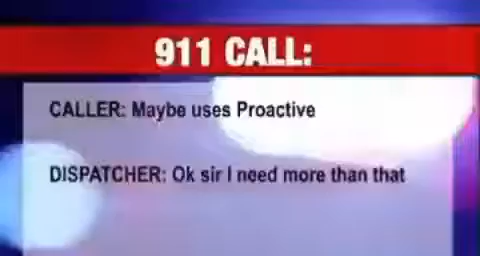 911 CALL:
CALLER: Maybe uses Proactive
DISPATCHER: Ok sir I need more than that